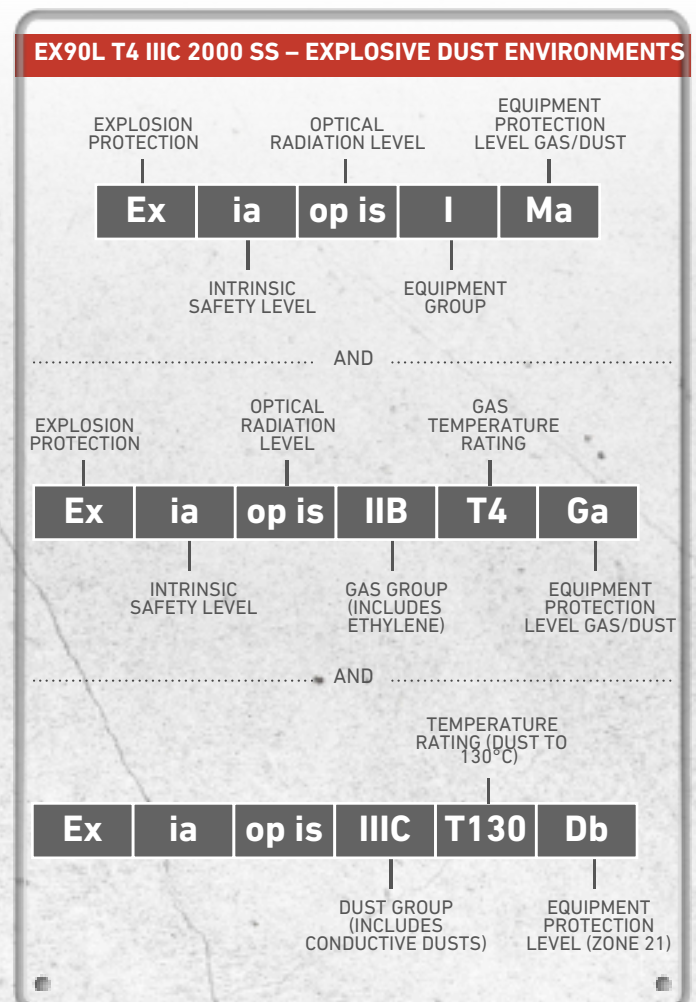 EX90L T4 IIIC 2000 SS – EXPLOSIVE DUST ENVIRONMENTS
EXPLOSION
PROTECTION
OPTICAL
RADIATION LEVEL
EQUIPMENT
PROTECTION
LEVEL GAS/DUST
Ex ia op is I Ma
INTRINSIC
SAFETY LEVEL
EQUIPMENT
GROUP
AND
EXPLOSION
PROTECTION
OPTICAL
RADIATION
LEVEL
GAS
TEMPERATURE
RATING
Ex ia op is IIB T4 Ga
INTRINSIC
SAFETY LEVEL
GAS GROUP
(INCLUDES
ETHYLENE)
EQUIPMENT
PROTECTION
LEVEL GAS/DUST
AND
TEMPERATURE
RATING (DUST TO
130°C)
Ex ia op is IIIC T130 Db
DUST GROUP
(INCLUDES
CONDUCTIVE DUSTS)
EQUIPMENT
PROTECTION
LEVEL (ZONE 21)